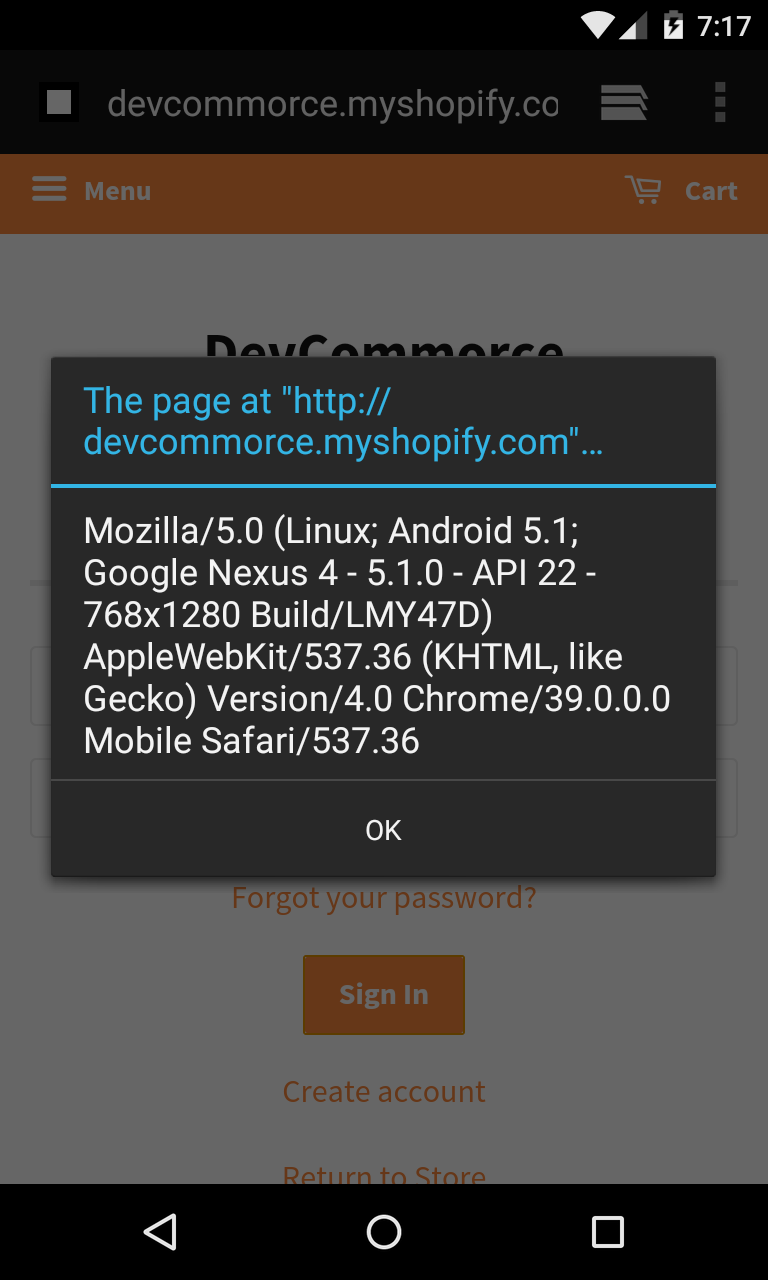 7:17
devcommorce.myshopify.co
Menu
Cart
DevCommorce
The page at "http://
devcommorce.myshopify.com"…
Mozilla/5.0 (Linux; Android 5.1;
Google Nexus 4 - 5.1.0 - API 22 -
768x1280 Build/LMY47D)
AppleWebKit/537.36 (KHTML, like
Gecko) Version/4.0 Chrome/39.0.0.0
Mobile Safari/537.36
OK
Forgot your password?
Sign In
Create account
Return to Store